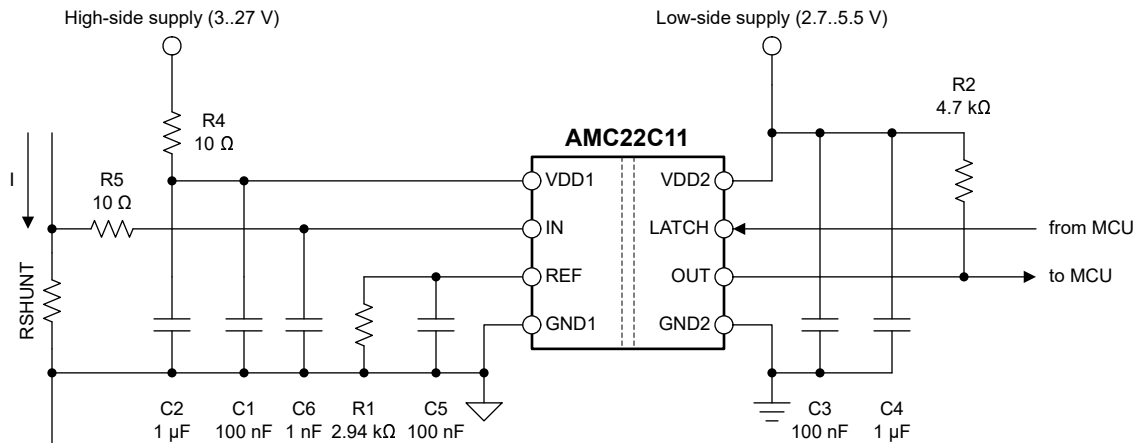 High-side supply (3..27 V)
Low-side supply (2.7..5.5 V)
R2
4.7 kΩ
R4
10 Ω
AMC22C11
I
R5
10 Ω
VDD1
VDD2
IN
LATCH
from MCU
REF
OUT
to MCU
RSHUNT
GND1
GND2
C2
1 µF
C1
100 nF
C6
1 nF
R1
2.94 kΩ
C5
100 nF
C3
100 nF
C4
1 µF